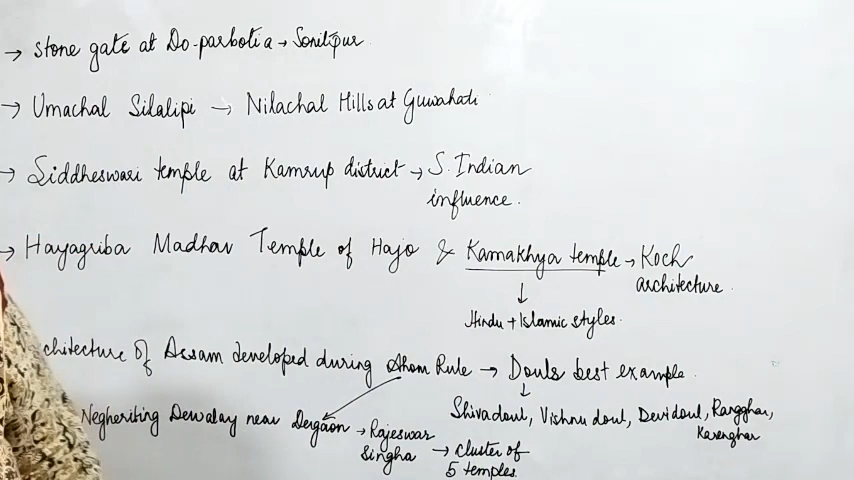 → Stone gate at Do-parbotia → Sonitpur
→ Umachal Silalipi → Nilachal Hills at Guwahati
→ Siddheswari temple at Kamrup district → S. Indian
influence.
→ Hayagriba Madhav Temple of Hajo & Kamakhya temple → Koch
architecture.
↓
Hindu + Islamic styles.
chitecture of Assam developed during Ahom Rule → Douls best example.
↓
Shivadoul, Vishnu doul, Devidoul, Rangghar,
Karenghar
Negheriting Dewalay near Dergaon → Rajeswar
Singha → cluster of
5 temples.